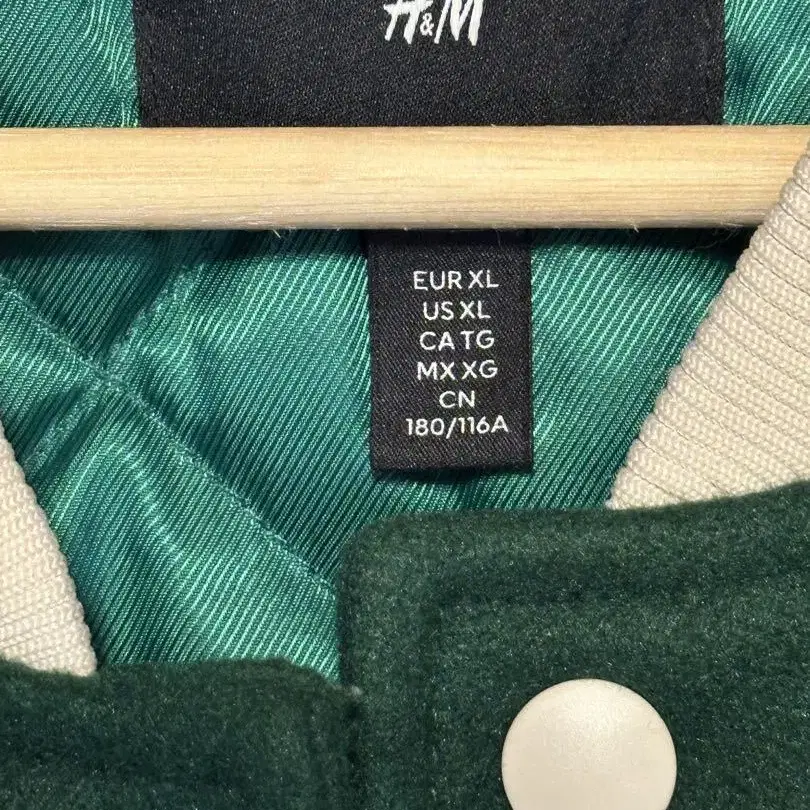 H&M
EUR XL
US XL
CA TG
MX XG
CN
180/116A